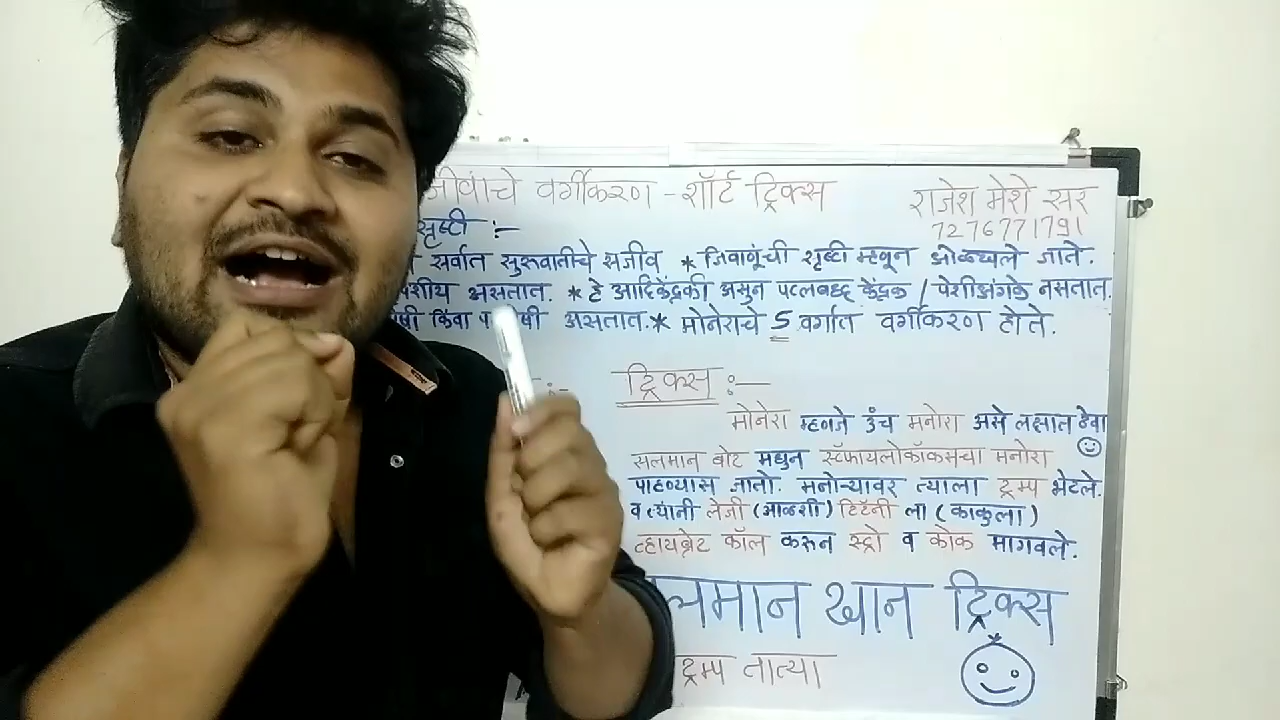 जीवांचे वर्गीकरण - शॉर्ट ट्रिक्स
राजेश मेशे सर
7276771791
सृष्टी :-
सर्वात सुरूवातीचे सजीव * जिवाणूंची सृष्टी म्हणून ओळखले जाते.
असतात. * हे आदिकेंद्रकी असुन पटलबद्ध केंद्रक / पेशीअंगके नसतात.
किंवा असतात. * मोनेराचे 5 वर्गात वर्गीकरण होते.
ट्रिक्स :-
मोनेरा म्हणजे उंच मनोरा असे लक्षात ठेवा
सलमान बोट मधुन स्टॅफायलोकॉकसचा मनोरा
पाहण्यास जातो. मनोऱ्यावर त्याला ट्रम्प भेटले.
व त्यांनी लेजी (आळशी) टिटॅनी ला (काकुला)
व्हायब्रेट कॉल करून स्ट्रो व कोक मागवले.
लमान खान ट्रिक्स
ट्रम्प तात्या